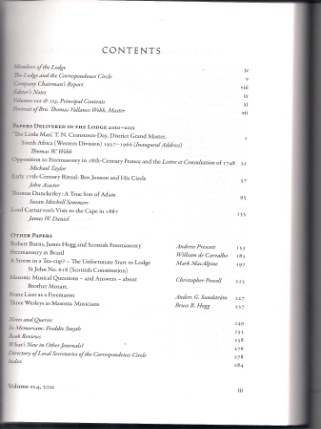 CONTENTS
Members of the Lodge iv
The Lodge and the Correspondence Circle v
Company Chairman's Report viii
Editor's Notes ix
Volumes 122 & 123, Principal Contents xi
Portrait of Bro. Thomas Vallance Webb, Master xii
PAPERS DELIVERED IN THE LODGE 2010–2011
'The Little Man', T. N. Cranstoun-Day, District Grand Master,
South Africa (Western Division) 1927–1966 (Inaugural Address) 1
Thomas V. Webb
Opposition to Freemasonry in 18th-Century France and the Lettre et Consultation of 1748 21
Michael Taylor
Early 17th-Century Ritual: Ben Jonson and His Circle 57
John Acaster
Thomas Dunckerley: A True Son of Adam 95
Susan Mitchell Sommers
Lord Carnarvon's Visit to the Cape in 1887 135
James W. Daniel
OTHER PAPERS
Robert Burns, James Hogg and Scottish Freemasonry Andrew Prescott 151
Freemasonry in Brazil William de Carvalho 183
A Storm in a Tea-cup? – The Unfortunate Start to Lodge Mark MacAlpine 197
St John No. 618 (Scottish Constitution)
Masonic Musical Questions – and Answers – about Christopher Powell 215
Brother Mozart.
Franz Liszt as Freemason Anders G. Sundström 227
Three Wesleys as Masonic Musicians Bruce B. Hogg 237
Notes and Queries 249
In Memoriam: Freddie Smyth 253
Book Reviews 258
What's New in Other Journals? 276
Directory of Local Secretaries of the Correspondence Circle 278
Index 284
Volume 124, 2011 iii